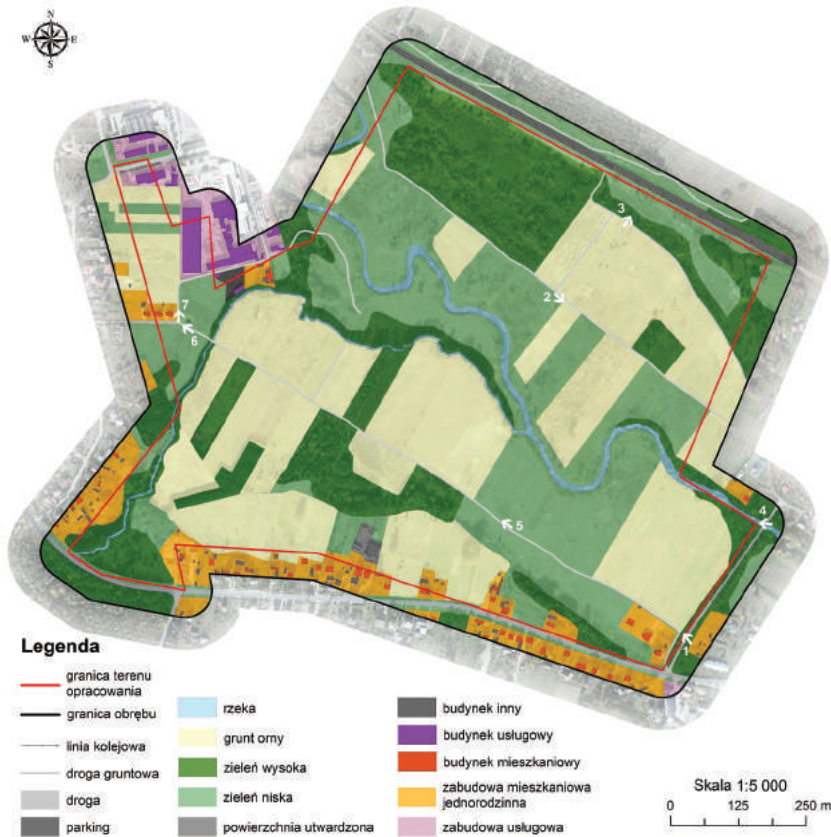 N
W E
S
3
2
7
6
4
5
1
Legenda
granica terenu
opracowania
granica obrębu
linia kolejowa
droga gruntowa
droga
parking
rzeka
grunt orny
zieleń wysoka
zieleń niska
powierzchnia utwardzona
budynek inny
budynek usługowy
budynek mieszkaniowy
zabudowa mieszkaniowa
jednorodzinna
zabudowa usługowa
Skala 1:5 000
0 125 250 m